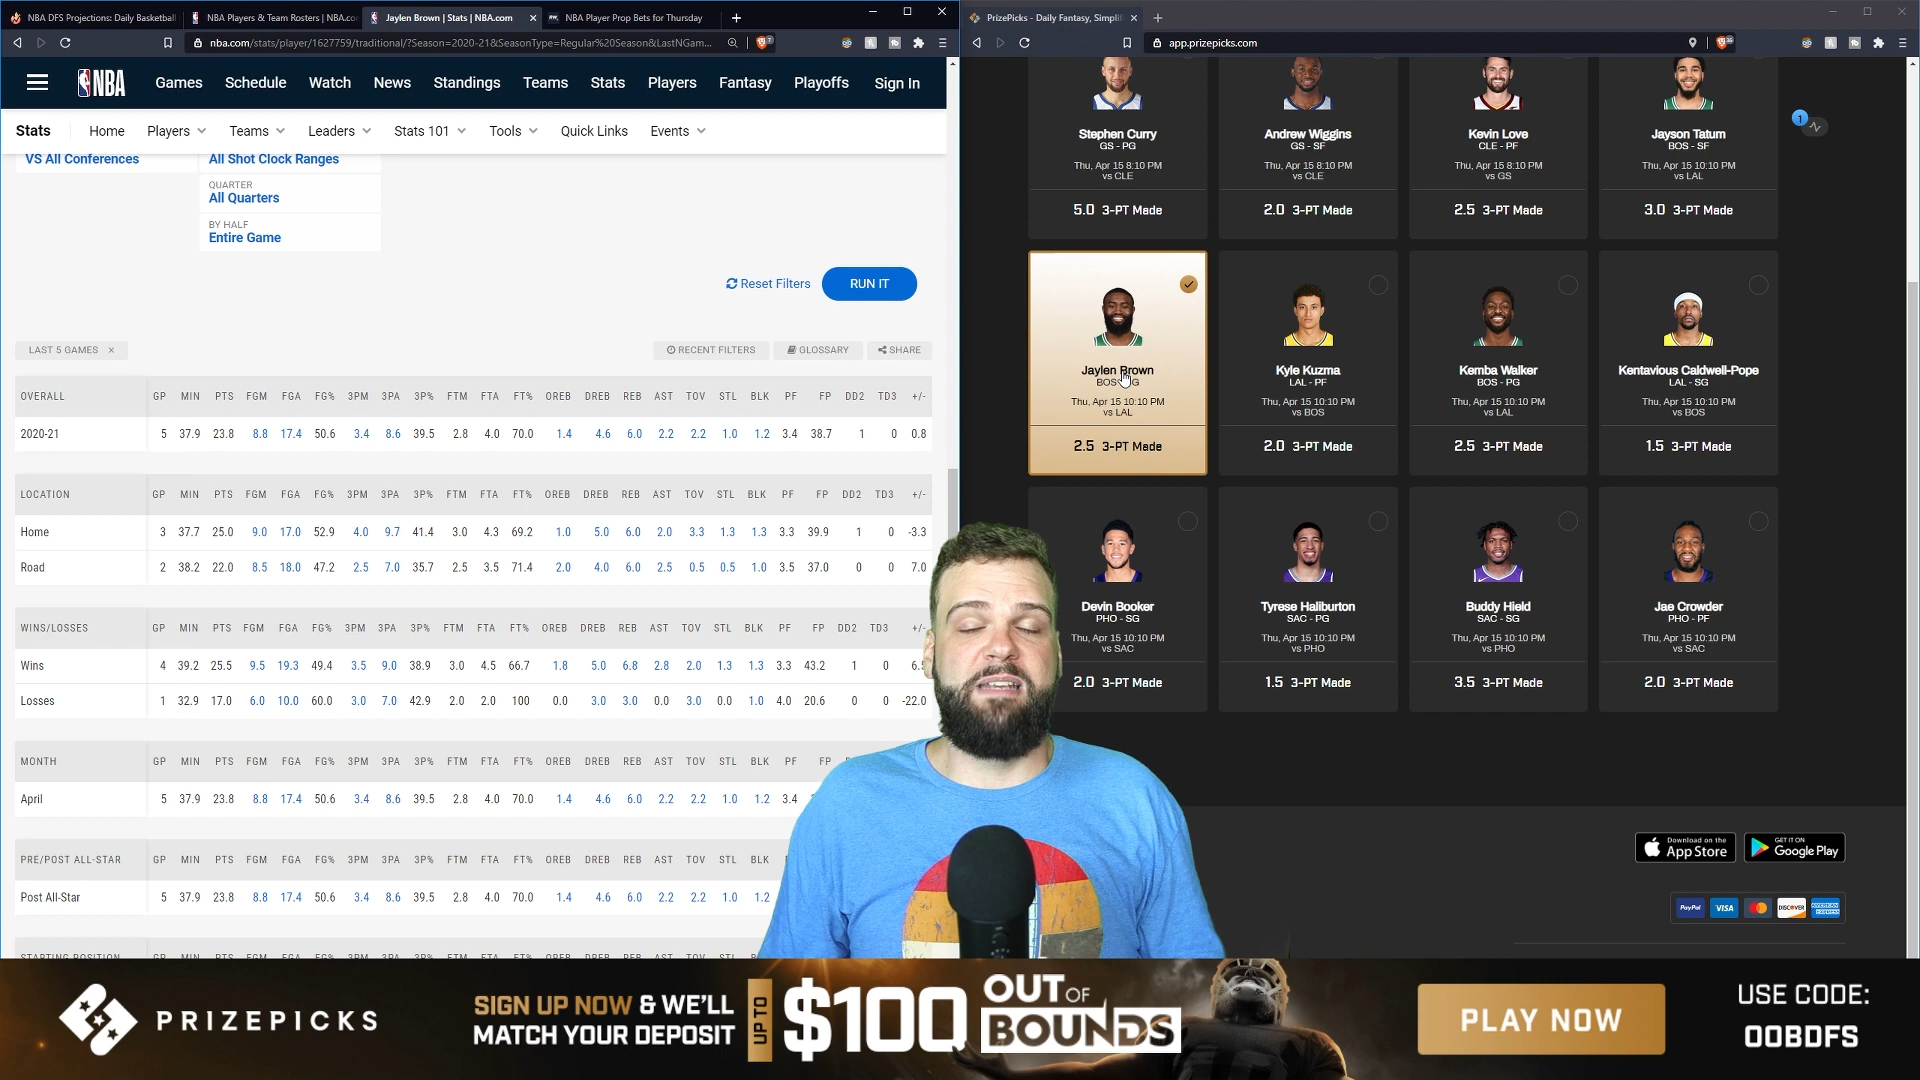 NBA DFS Projections: Daily Basketball
NBA Players & Team Rosters | NBA.co
Jaylen Brown | Stats | NBA.com
NBA Player Prop Bets for Thursday
nba.com/stats/player/1627759/traditional/?Season=2020-21&SeasonType=Regular%20Season&LastNGam...
NBA
Games Schedule Watch News Standings Teams Stats Players Fantasy Playoffs Sign In
Stats Home Players Teams Leaders Stats 101 Tools Quick Links Events
VS All Conferences
All Shot Clock Ranges
QUARTER
All Quarters
BY HALF
Entire Game
Reset Filters RUN IT
LAST 5 GAMES × RECENT FILTERS GLOSSARY SHARE
OVERALL GP MIN PTS FGM FGA FG% 3PM 3PA 3P% FTM FTA FT% OREB DREB REB AST TOV STL BLK PF FP DD2 TD3 +/-
2020-21 5 37.9 23.8 8.8 17.4 50.6 3.4 8.6 39.5 2.8 4.0 70.0 1.4 4.6 6.0 2.2 2.2 1.0 1.2 3.4 38.7 1 0 0.8
LOCATION GP MIN PTS FGM FGA FG% 3PM 3PA 3P% FTM FTA FT% OREB DREB REB AST TOV STL BLK PF FP DD2 TD3 +/-
Home 3 37.7 25.0 9.0 17.0 52.9 4.0 9.7 41.4 3.0 4.3 69.2 1.0 5.0 6.0 2.0 3.3 1.3 1.3 3.3 39.9 1 0 -3.3
Road 2 38.2 22.0 8.5 18.0 47.2 2.5 7.0 35.7 2.5 3.5 71.4 2.0 4.0 6.0 2.5 0.5 0.5 1.0 3.5 37.0 0 0 7.0
WINS/LOSSES GP MIN PTS FGM FGA FG% 3PM 3PA 3P% FTM FTA FT% OREB DREB REB AST TOV STL BLK PF FP DD2 TD3 +/-
Wins 4 39.2 25.5 9.5 19.3 49.4 3.5 9.0 38.9 3.0 4.5 66.7 1.8 5.0 6.8 2.8 2.0 1.3 1.3 3.3 43.2 1 0
Losses 1 32.9 17.0 6.0 10.0 60.0 3.0 7.0 42.9 2.0 2.0 100 0.0 3.0 3.0 0.0 3.0 0.0 1.0 4.0 20.6 0 0 -22.0
MONTH GP MIN PTS FGM FGA FG% 3PM 3PA 3P% FTM FTA FT% OREB DREB REB AST TOV STL BLK PF FP
April 5 37.9 23.8 8.8 17.4 50.6 3.4 8.6 39.5 2.8 4.0 70.0 1.4 4.6 6.0 2.2 2.2 1.0 1.2 3.4
PRE/POST ALL-STAR GP MIN PTS FGM FGA FG% 3PM 3PA 3P% FTM FTA FT% OREB DREB REB AST TOV STL BLK
Post All-Star 5 37.9 23.8 8.8 17.4 50.6 3.4 8.6 39.5 2.8 4.0 70.0 1.4 4.6 6.0 2.2 2.2 1.0 1.2
STARTING POSITION GP MIN PTS FGM FGA FG% 3PM 3PA 3P% FTM FTA FT% OREB DREB REB AST TOV STL BLK
PrizePicks - Daily Fantasy, Simpli
app.prizepicks.com
1
Stephen Curry
GS - PG
Thu, Apr 15 8:10 PM
vs CLE
5.0 3-PT Made
Andrew Wiggins
GS - SF
Thu, Apr 15 8:10 PM
vs CLE
2.0 3-PT Made
Kevin Love
CLE - PF
Thu, Apr 15 8:10 PM
vs GS
2.5 3-PT Made
Jayson Tatum
BOS - SF
Thu, Apr 15 10:10 PM
vs LAL
3.0 3-PT Made
Jaylen Brown
Thu, Apr 15 10:10 PM
vs LAL
2.5 3-PT Made
Kyle Kuzma
LAL - PF
Thu, Apr 15 10:10 PM
vs BOS
2.0 3-PT Made
Kemba Walker
BOS - PG
Thu, Apr 15 10:10 PM
vs LAL
2.5 3-PT Made
Kentavious Caldwell-Pope
LAL - SG
Thu, Apr 15 10:10 PM
vs BOS
1.5 3-PT Made
Devin Booker
PHO - SG
Thu, Apr 15 10:10 PM
vs SAC
2.0 3-PT Made
Tyrese Haliburton
SAC - PG
Thu, Apr 15 10:10 PM
vs PHO
1.5 3-PT Made
Buddy Hield
SAC - SG
Thu, Apr 15 10:10 PM
vs PHO
3.5 3-PT Made
Jae Crowder
PHO - PF
Thu, Apr 15 10:10 PM
vs SAC
2.0 3-PT Made
Download on the
App Store
GET IT ON
Google Play
PayPal VISA DISCOVER AMERICAN EXPRESS
PRIZEPICKS
SIGN UP NOW & WE'LL
MATCH YOUR DEPOSIT
UP TO
$100
OUT OF
BOUNDS
PLAY NOW
USE CODE:
OOBDFS